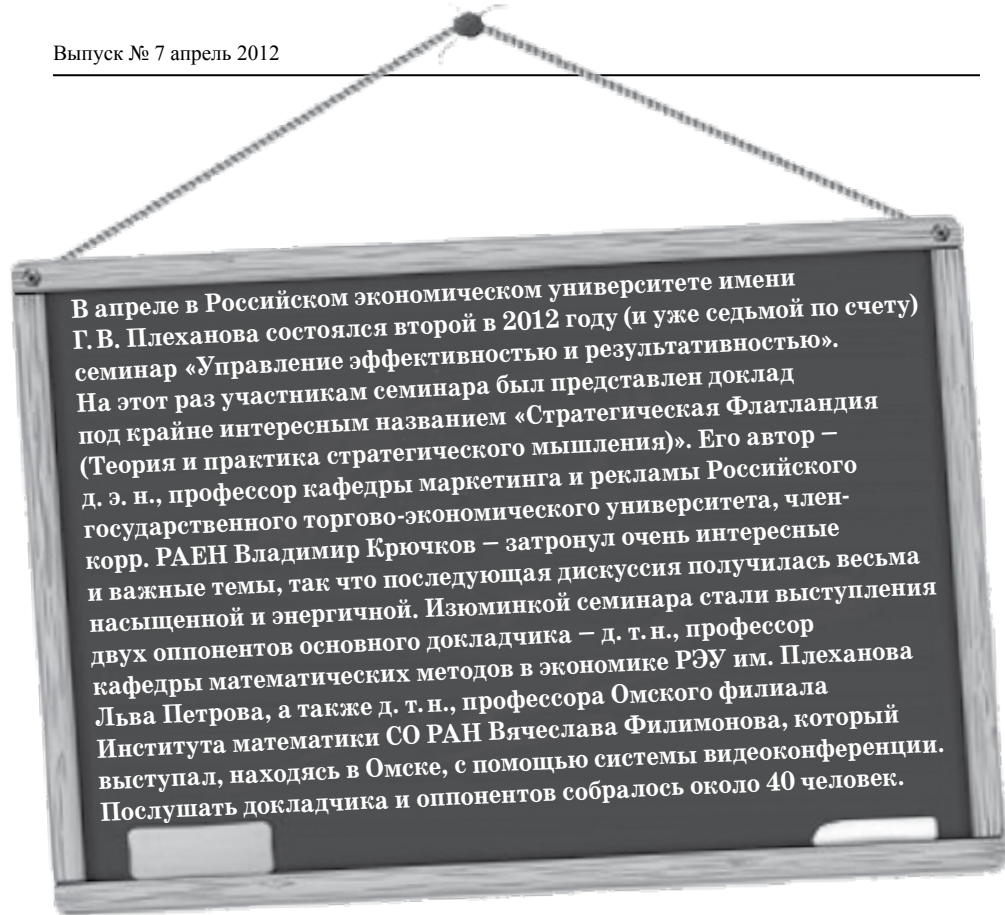 Выпуск № 7 апрель 2012
В апреле в Российском экономическом университете имени
Г. В. Плеханова состоялся второй в 2012 году (и уже седьмой по счету)
семинар «Управление эффективностью и результативностью».
На этот раз участникам семинара был представлен доклад
под крайне интересным названием «Стратегическая Флатландия
(Теория и практика стратегического мышления)». Его автор –
д. э. н., профессор кафедры маркетинга и рекламы Российского
государственного торгово-экономического университета, член-
корр. РАЕН Владимир Крючков – затронул очень интересные
и важные темы, так что последующая дискуссия получилась весьма
насыщенной и энергичной. Изюминкой семинара стали выступления
двух оппонентов основного докладчика – д. т. н., профессор
кафедры математических методов в экономике РЭУ им. Плеханова
Льва Петрова, а также д. т. н., профессора Омского филиала
Института математики СО РАН Вячеслава Филимонова, который
выступал, находясь в Омске, с помощью системы видеоконференции.
Послушать докладчика и оппонентов собралось около 40 человек.